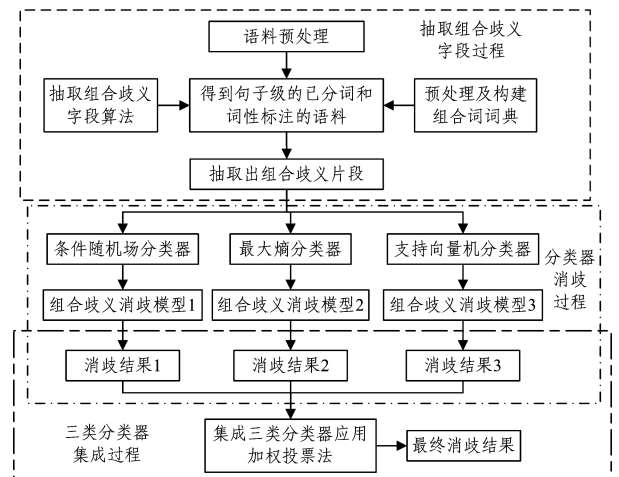 语料预处理
抽取组合歧义
字段过程
抽取组合歧义
字段算法
得到句子级的已分词和
词性标注的语料
预处理及构建
组合词词典
抽取出组合歧义片段
条件随机场分类器
最大熵分类器
支持向量机分类器
分类器
消歧
过程
组合歧义消歧模型1
组合歧义消歧模型2
组合歧义消歧模型3
消歧结果1
消歧结果2
消歧结果3
三类分类器
集成过程
集成三类分类器应用
加权投票法
最终消歧结果